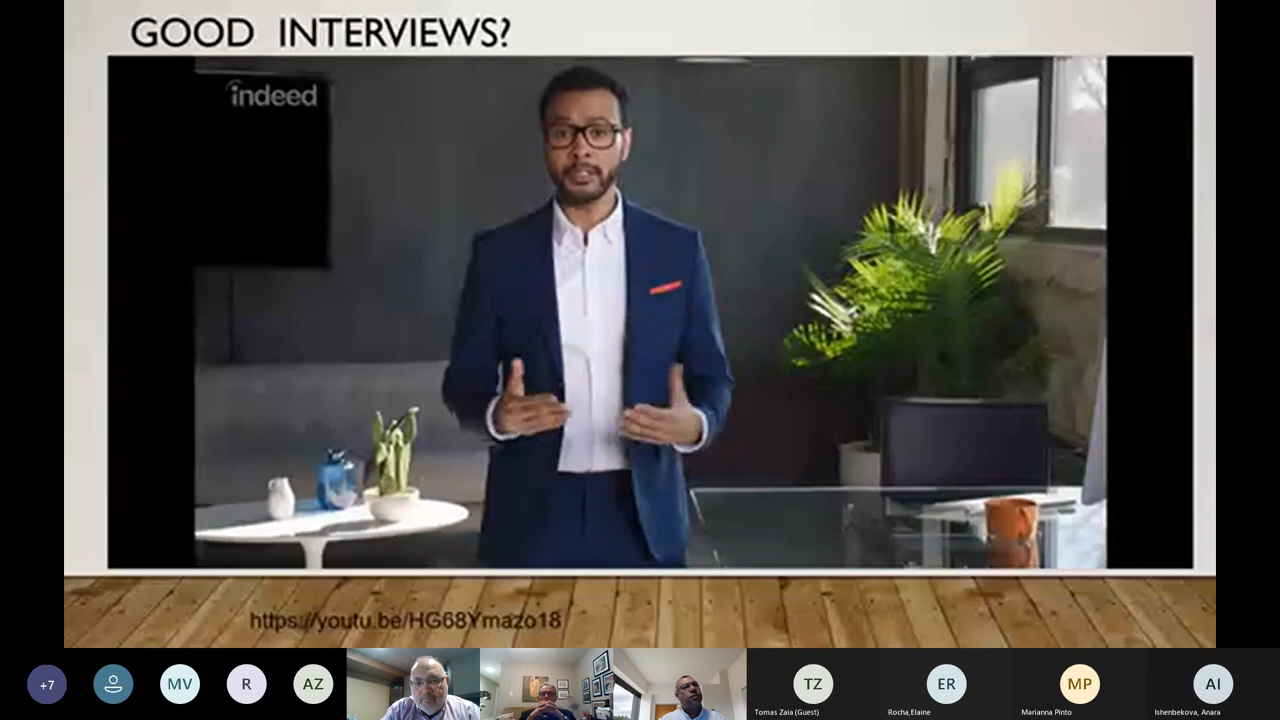 GOOD INTERVIEWS?
indeed
https://youtu.be/HG68Ymazo18
+7
MV
R
AZ
TZ
ER
MP
AI
Tomas Zaia (Guest)
Rocha,Elaine
Marianna Pinto
Ishenbekova, Anara